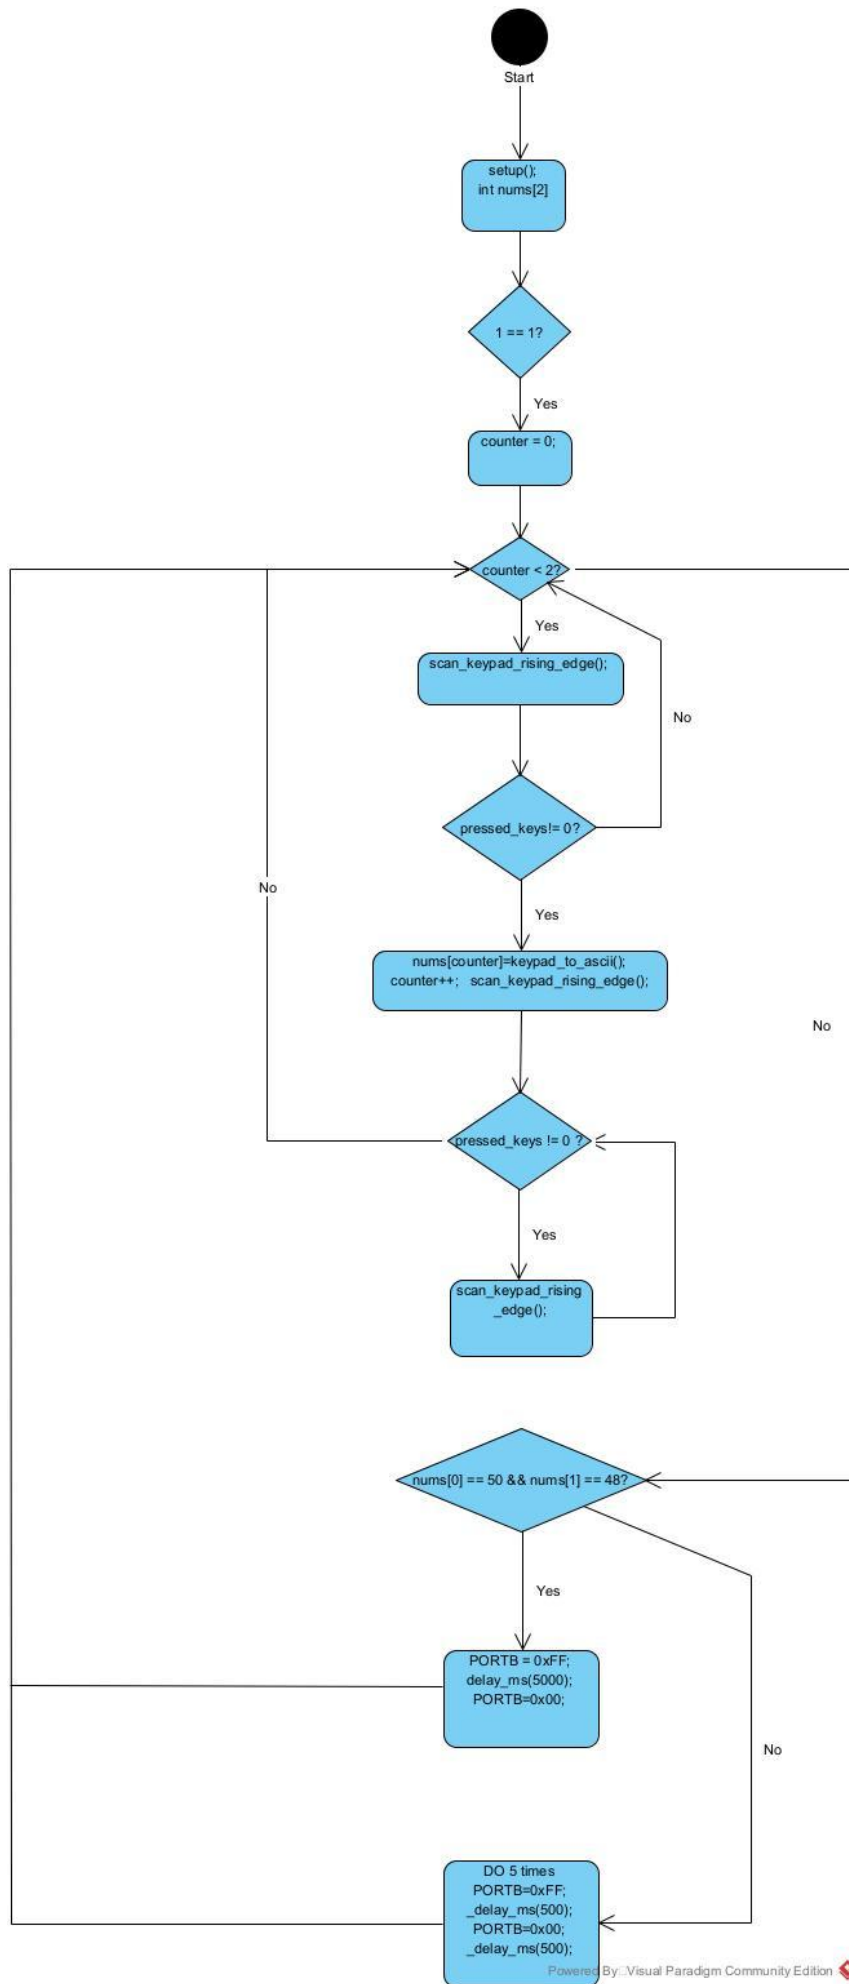 Start
setup();
int nums[2]
1 == 1?
Yes
counter = 0;
counter < 2?
Yes
scan_keypad_rising_edge();
No
pressed_keys!= 0?
No
Yes
nums[counter]=keypad_to_ascii();
counter++; scan_keypad_rising_edge();
No
pressed_keys != 0 ?
Yes
scan_keypad_rising
_edge();
nums[0] == 50 && nums[1] == 48?
Yes
PORTB = 0xFF;
delay_ms(5000);
PORTB=0x00;
No
DO 5 times
PORTB=0xFF;
_delay_ms(500);
PORTB=0x00;
_delay_ms(500);
Powered By Visual Paradigm Community Edition